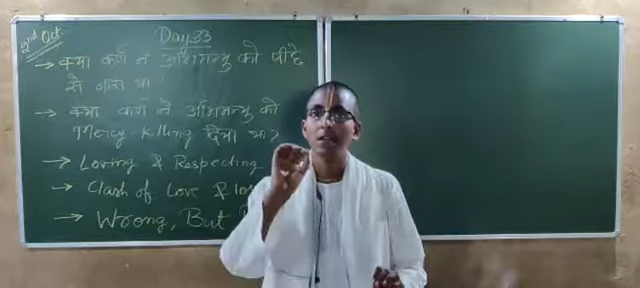 2nd Oct.
Day 33
→ क्या कर्ण ने अभिमन्यु को पीछे
से मारा था
→ क्या कर्ण ने अभिमन्यु को
Mercy-Killing दिया था?
→ Loving & Respecting
→ Clash of Love &
→ Wrong, But